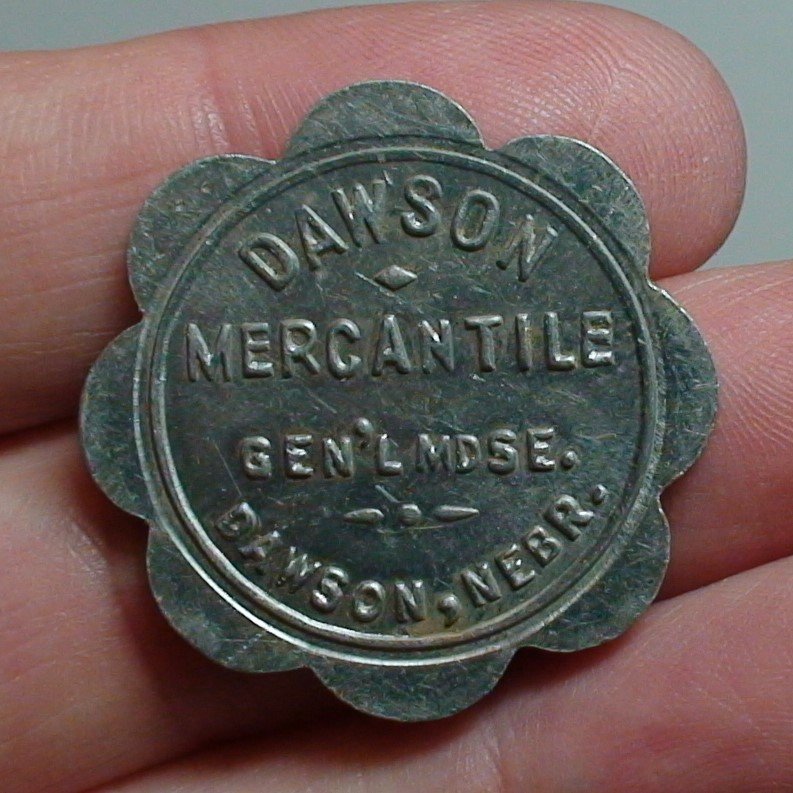 DAWSON
MERCANTILE
GEN'L MDSE.
DAWSON, NEBR.